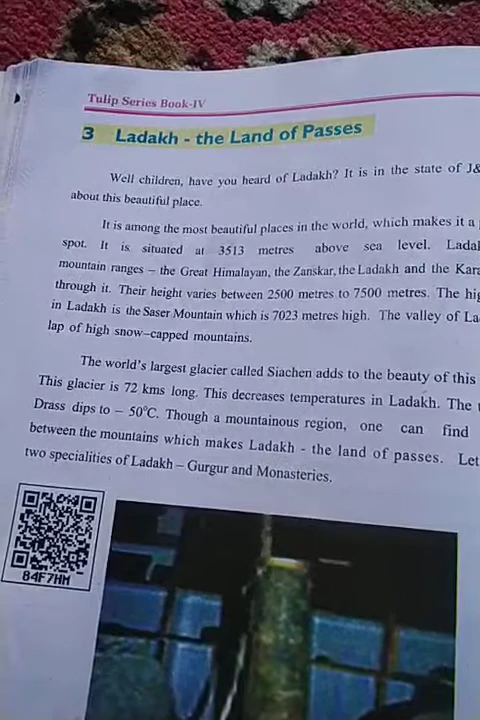 Tulip Series Book-IV
3 Ladakh - the Land of Passes
Well children, have you heard of Ladakh? It is in the state of J&
about this beautiful place.
It is among the most beautiful places in the world, which makes it a
spot. It is situated at 3513 metres above sea level. Ladak
mountain ranges – the Great Himalayan, the Zanskar, the Ladakh and the Kara
through it. Their height varies between 2500 metres to 7500 metres. The hig
in Ladakh is the Saser Mountain which is 7023 metres high. The valley of La
lap of high snow-capped mountains.
The world's largest glacier called Siachen adds to the beauty of this
This glacier is 72 kms long. This decreases temperatures in Ladakh. The
Drass dips to – 50°C. Though a mountainous region, one can find
between the mountains which makes Ladakh - the land of passes. Let
two specialities of Ladakh – Gurgur and Monasteries.
84F7HM